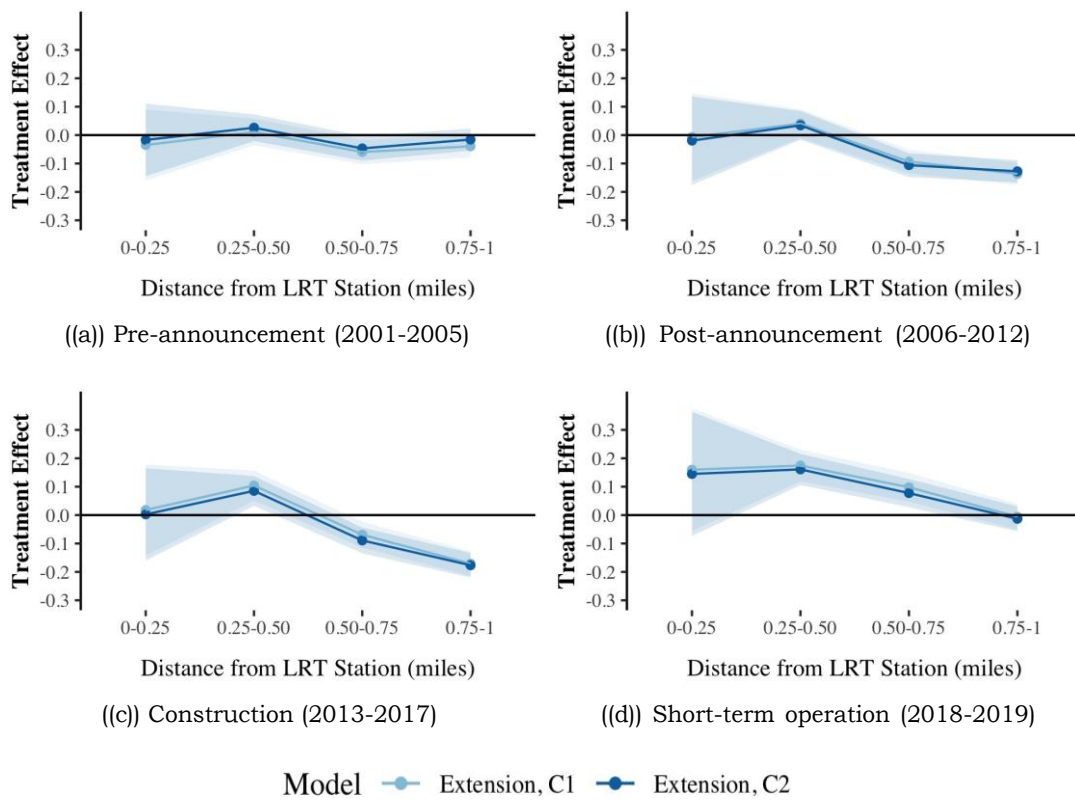 Treatment Effect
0.3
0.2
0.1
0.0
-0.1
-0.2
-0.3
0-0.25 0.25-0.50 0.50-0.75 0.75-1
Distance from LRT Station (miles)
((a)) Pre-announcement (2001-2005)
Treatment Effect
0.3
0.2
0.1
0.0
-0.1
-0.2
-0.3
0-0.25 0.25-0.50 0.50-0.75 0.75-1
Distance from LRT Station (miles)
((b)) Post-announcement (2006-2012)
Treatment Effect
0.3
0.2
0.1
0.0
-0.1
-0.2
-0.3
0-0.25 0.25-0.50 0.50-0.75 0.75-1
Distance from LRT Station (miles)
((c)) Construction (2013-2017)
Treatment Effect
0.3
0.2
0.1
0.0
-0.1
-0.2
-0.3
0-0.25 0.25-0.50 0.50-0.75 0.75-1
Distance from LRT Station (miles)
((d)) Short-term operation (2018-2019)
Model Extension, C1 Extension, C2